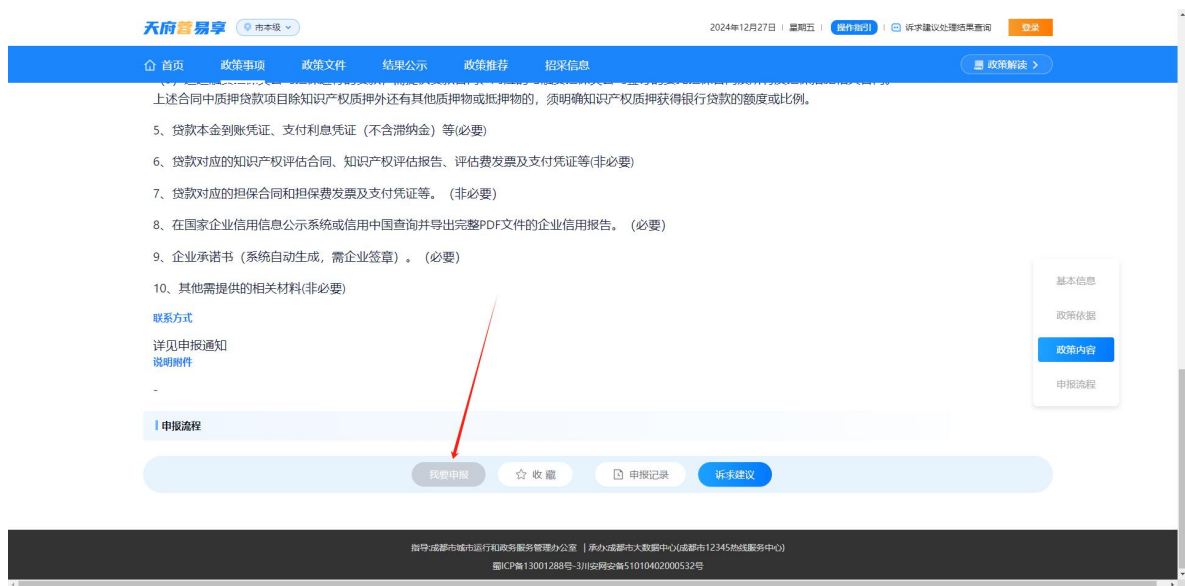 天府蓉易享
市本级
2024年12月27日
星期五
操作指引
诉求建议处理结果查询
登录
首页
政策事项
政策文件
结果公示
政策推荐
招采信息
政策解读
上述合同中质押贷款项目除知识产权质押外还有其他质押物或抵押物的，须明确知识产权质押获得银行贷款的额度或比例。
5、贷款本金到账凭证、支付利息凭证（不含滞纳金）等(必要)
6、贷款对应的知识产权评估合同、知识产权评估报告、评估费发票及支付凭证等(非必要)
7、贷款对应的担保合同和担保费发票及支付凭证等。（非必要）
8、在国家企业信用信息公示系统或信用中国查询并导出完整PDF文件的企业信用报告。（必要）
9、企业承诺书（系统自动生成，需企业签章）。（必要）
10、其他需提供的相关材料(非必要)
联系方式
详见申报通知
说明附件
-
基本信息
政策依据
政策内容
申报流程
申报流程
我要申报
收藏
申报记录
诉求建议
指导:成都市城市运行和政务服务管理办公室 | 承办:成都市大数据中心(成都市12345热线服务中心)
蜀ICP备13001288号-3川安网安备51010402000532号